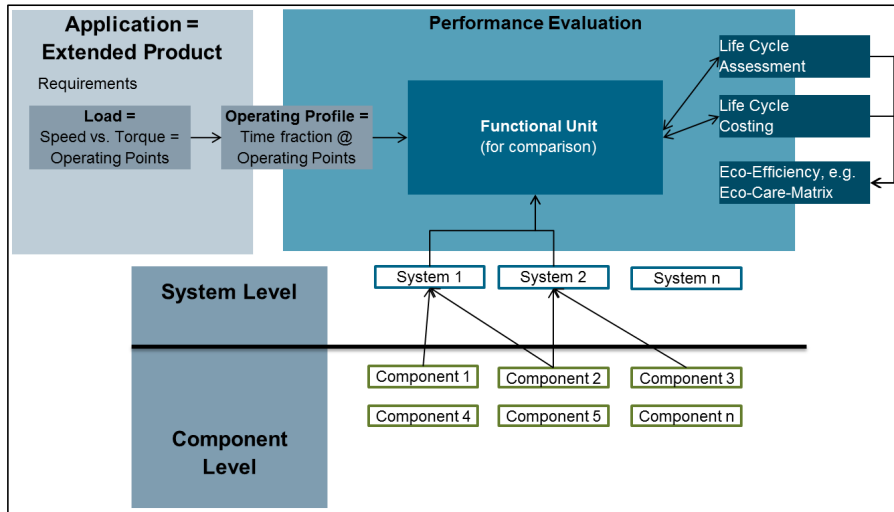 Application =
Extended Product
Requirements
Load =
Speed vs. Torque =
Operating Points
Operating Profile =
Time fraction @
Operating Points
Performance Evaluation
Functional Unit
(for comparison)
Life Cycle
Assessment
Life Cycle
Costing
Eco-Efficiency, e.g.
Eco-Care-Matrix
System Level
System 1
System 2
System n
Component 1
Component 2
Component 3
Component 4
Component 5
Component n
Component
Level